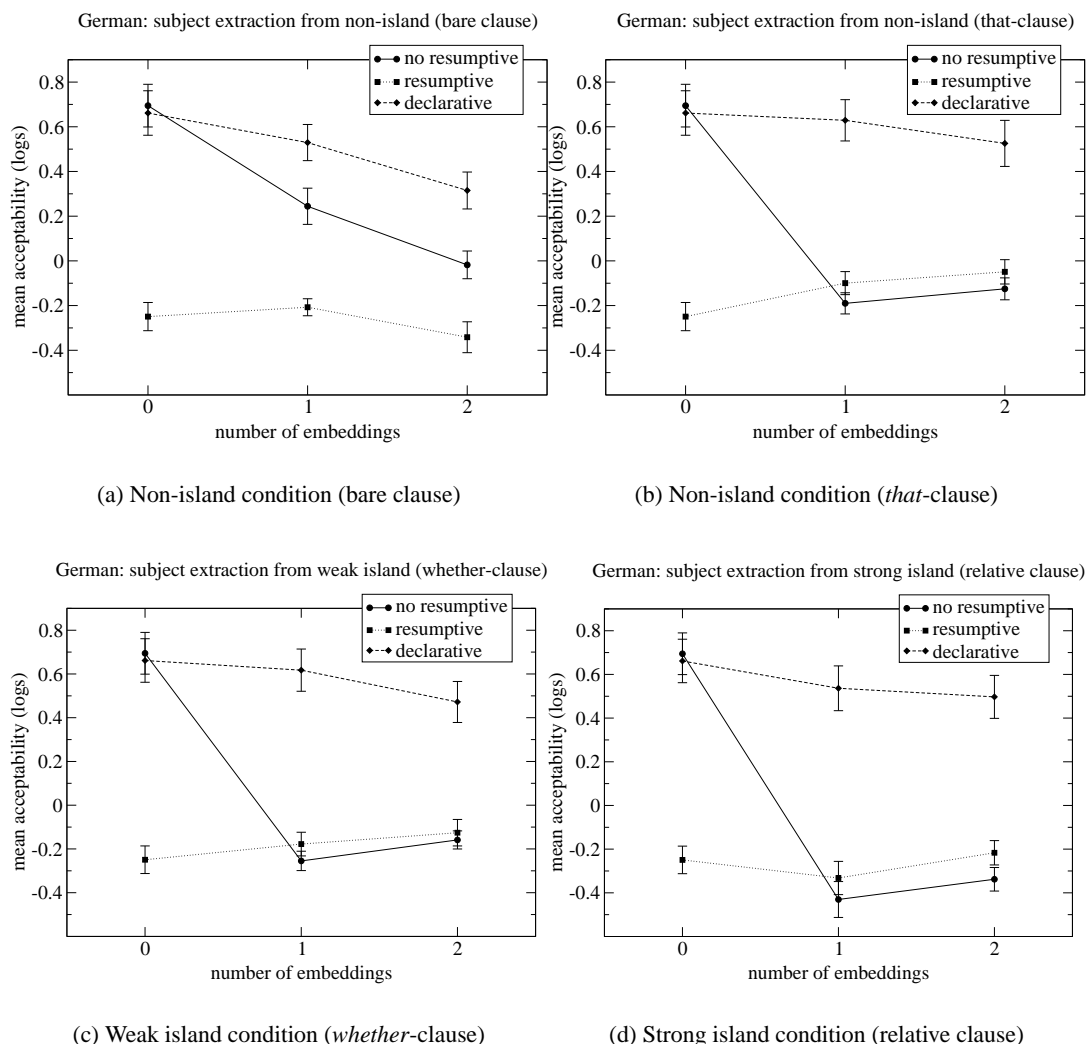 German: subject extraction from non-island (bare clause)
no resumptive
resumptive
declarative
0.8
0.6
0.4
0.2
0
-0.2
-0.4
mean acceptability (logs)
0 1 2
number of embeddings
(a) Non-island condition (bare clause)
German: subject extraction from non-island (that-clause)
no resumptive
resumptive
declarative
0.8
0.6
0.4
0.2
0
-0.2
-0.4
mean acceptability (logs)
0 1 2
number of embeddings
(b) Non-island condition (that-clause)
German: subject extraction from weak island (whether-clause)
no resumptive
resumptive
declarative
0.8
0.6
0.4
0.2
0
-0.2
-0.4
mean acceptability (logs)
0 1 2
number of embeddings
(c) Weak island condition (whether-clause)
German: subject extraction from strong island (relative clause)
no resumptive
resumptive
declarative
0.8
0.6
0.4
0.2
0
-0.2
-0.4
mean acceptability (logs)
0 1 2
number of embeddings
(d) Strong island condition (relative clause)